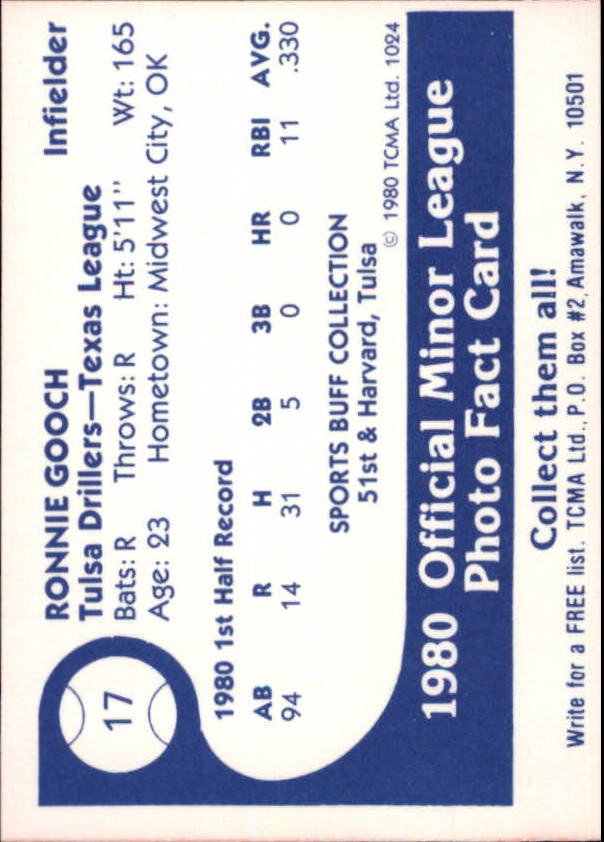 17
RONNIE GOOCH Infielder
Tulsa Drillers—Texas League
Bats: R Throws: R Ht: 5'11" Wt: 165
Age: 23 Hometown: Midwest City, OK
1980 1st Half Record
AB R H 2B 3B HR RBI AVG.
94 14 31 5 0 0 11 .330
SPORTS BUFF COLLECTION
51st & Harvard, Tulsa
© 1980 TCMA Ltd. 1024
1980 Official Minor League
Photo Fact Card
Collect them all!
Write for a FREE list. TCMA Ltd., P.O. Box #2, Amawalk, N.Y. 10501